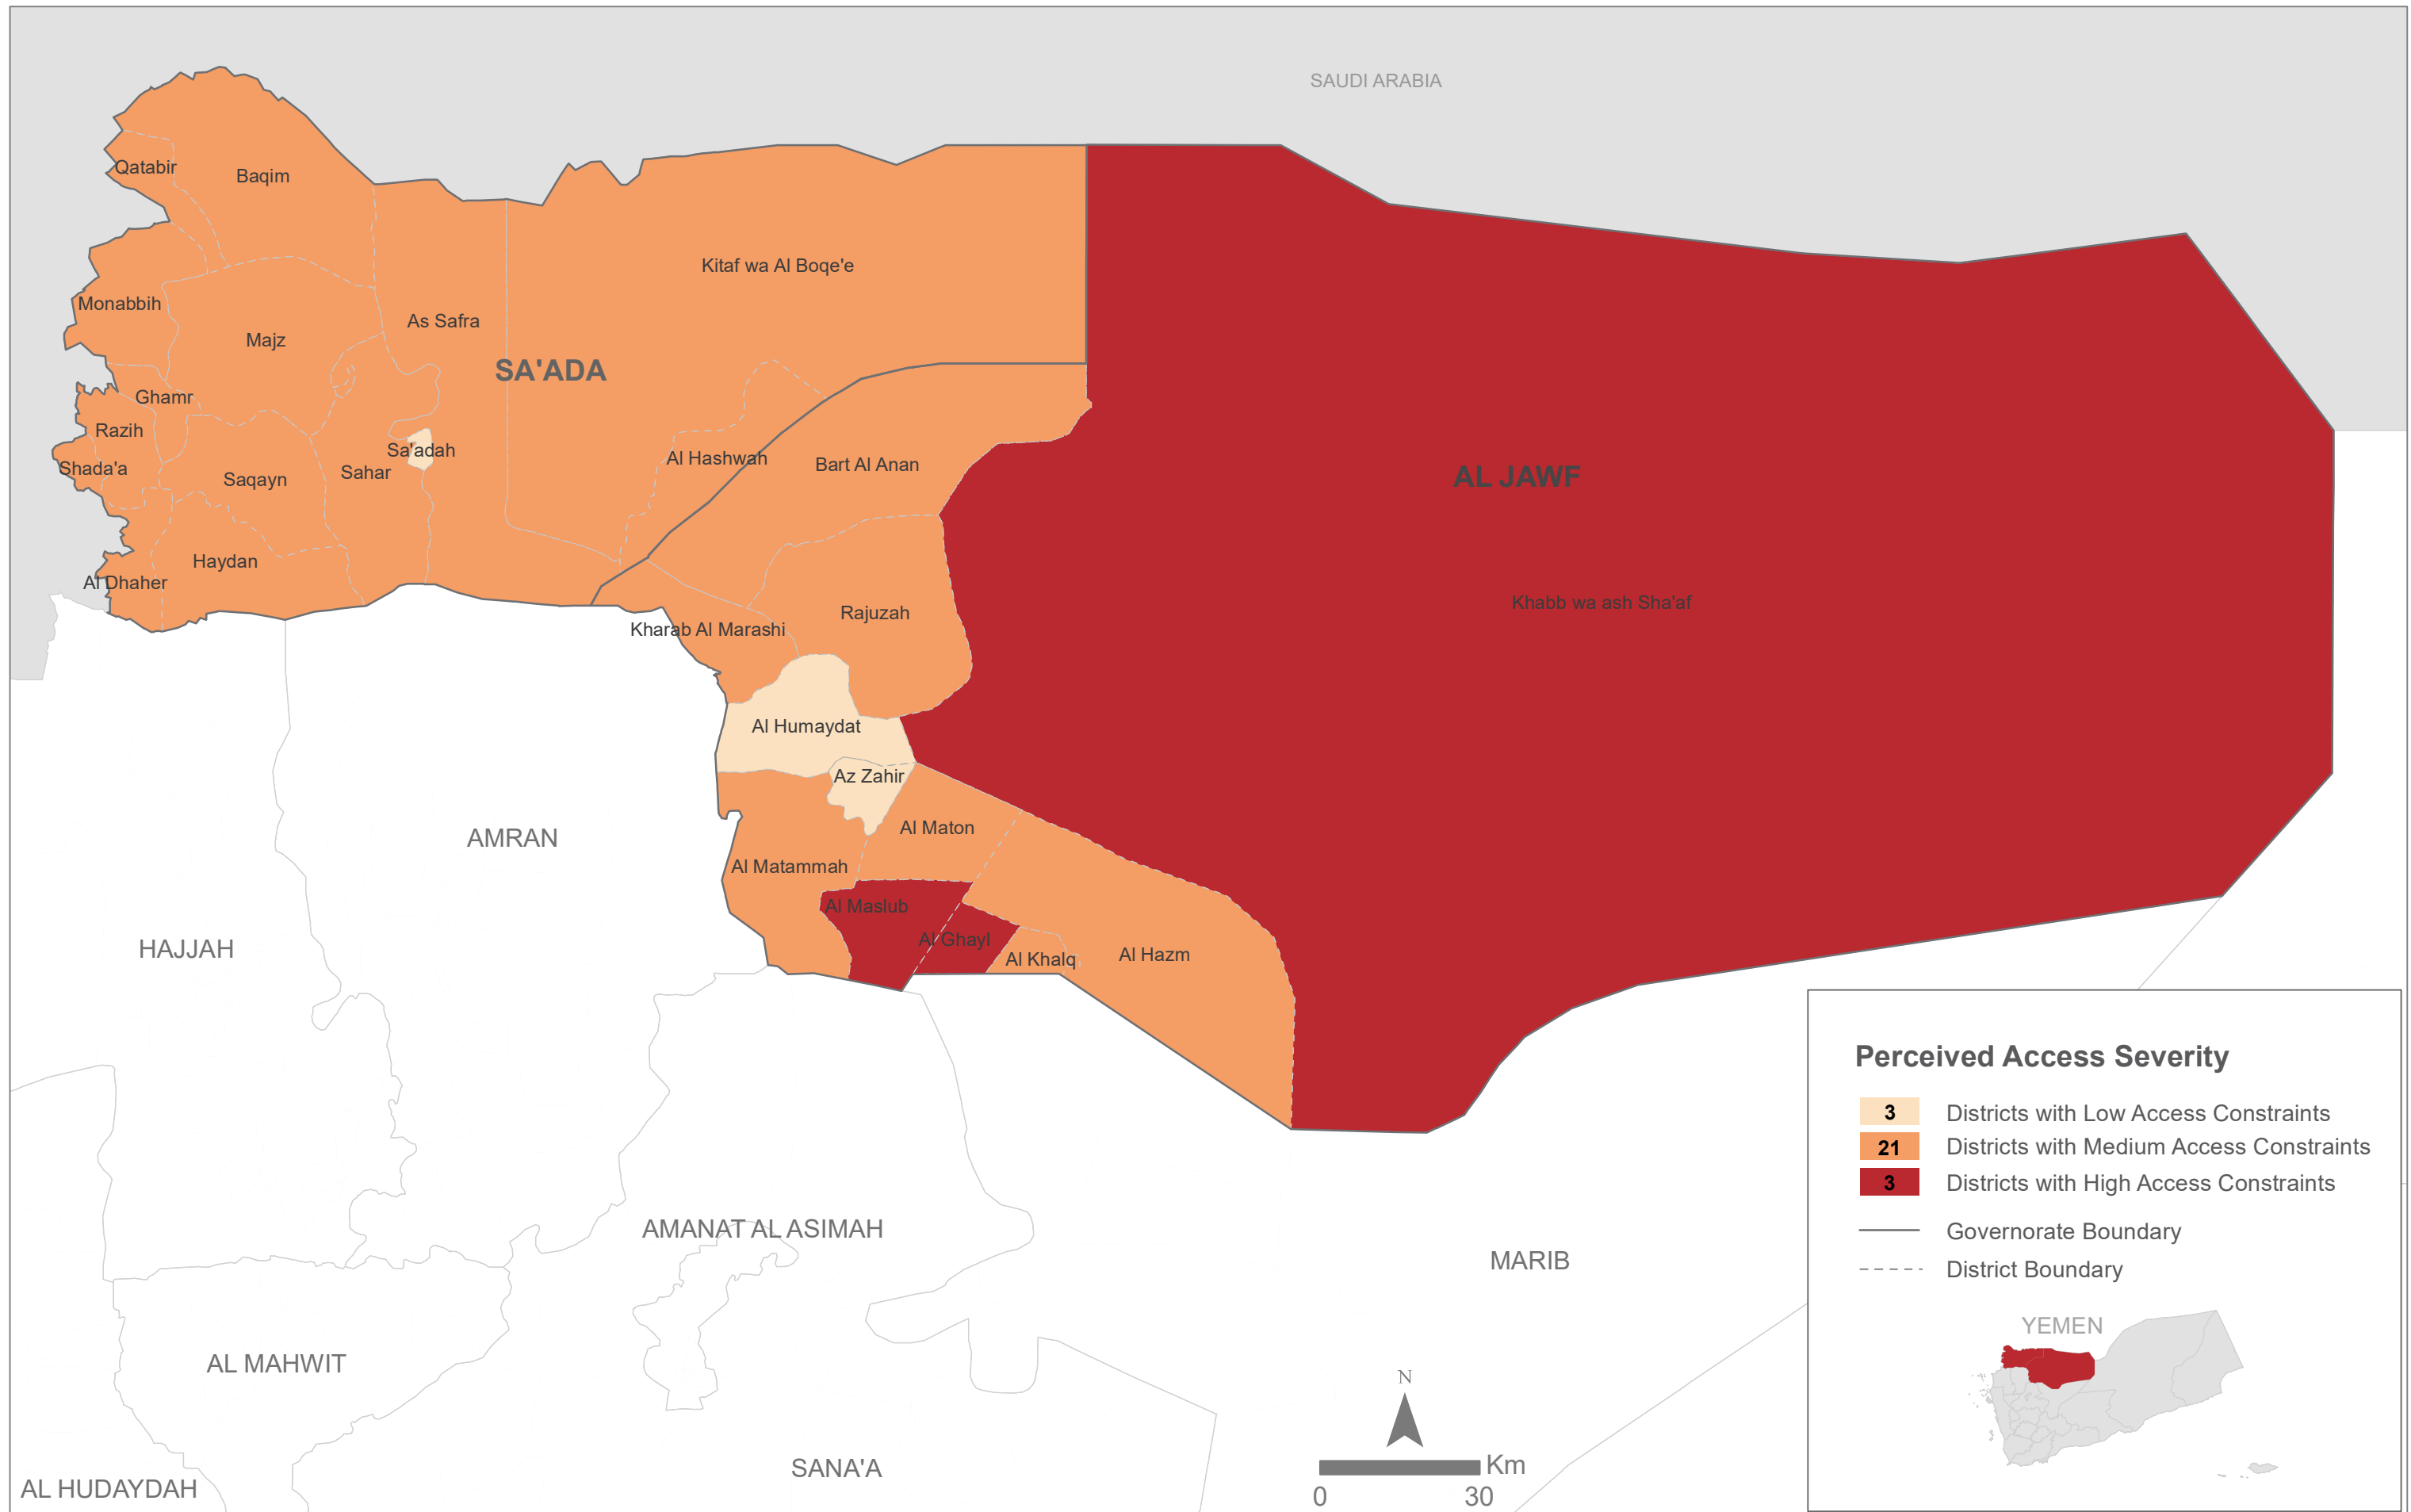 SAUDI ARABIA
Qatabir
Baqim
Kitaf wa Al Boqe'e
Monabbih
As Safra
Majz
SA'ADA
Ghamr
Razih
Sa'adah
Al Hashwah
Bart Al Anan
Shada'a
Saqayn
Sahar
AL JAWF
Haydan
Al Dhaher
Khabb wa ash Sha'af
Rajuzah
Kharab Al Marashi
Al Humaydat
Az Zahir
Al Maton
AMRAN
Al Matammah
Al Maslub
Al Ghayl
HAJJAH
Al Khalq
Al Hazm
AMANAT AL ASIMAH
MARIB
AL MAHWIT
SANA'A
AL HUDAYDAH
N
Km
0 30
Perceived Access Severity
3 Districts with Low Access Constraints
21 Districts with Medium Access Constraints
3 Districts with High Access Constraints
Governorate Boundary
District Boundary
YEMEN